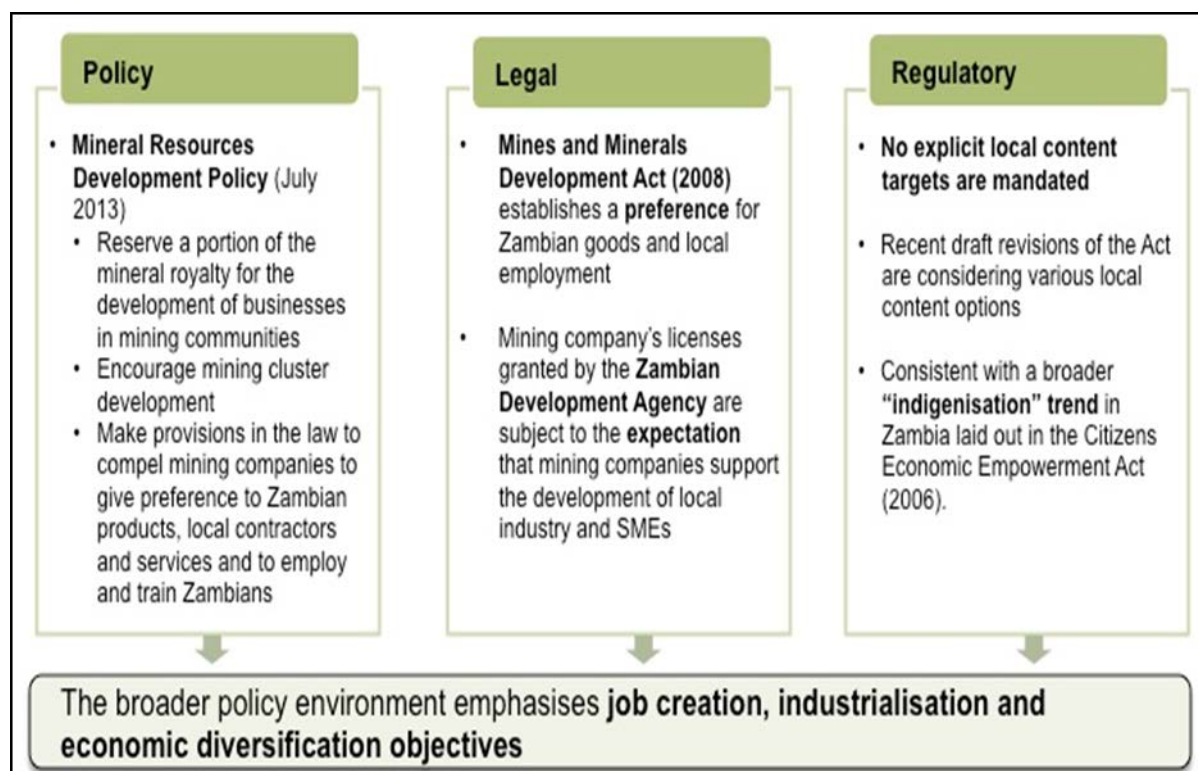 Policy
• Mineral Resources
Development Policy (July
2013)
• Reserve a portion of the
mineral royalty for the
development of businesses
in mining communities
• Encourage mining cluster
development
• Make provisions in the law to
compel mining companies to
give preference to Zambian
products, local contractors
and services and to employ
and train Zambians
Legal
• Mines and Minerals
Development Act (2008)
establishes a preference for
Zambian goods and local
employment
• Mining company's licenses
granted by the Zambian
Development Agency are
subject to the expectation
that mining companies support
the development of local
industry and SMEs
Regulatory
• No explicit local content
targets are mandated
• Recent draft revisions of the Act
are considering various local
content options
• Consistent with a broader
“indigenisation” trend in
Zambia laid out in the Citizens
Economic Empowerment Act
(2006).
The broader policy environment emphasises job creation, industrialisation and
economic diversification objectives